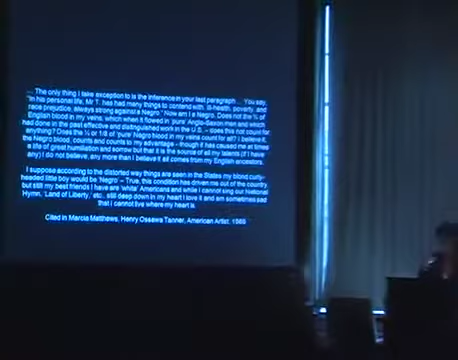 ... The only thing I take exception to is the inference in your last paragraph ... You say,
"In his personal life, Mr T. has had many things to contend with. Ill-health, poverty, and
race prejudice, always strong against a Negro." Now am I a Negro. Does not the ¾ of
English blood in my veins, which when it flowed in 'pure' Anglo-Saxon men and which
had done in the past effective and distinguished work in the U.S. - does this not count for
anything? Does the ¼ or 1/8 of 'pure' Negro blood in my veins count for all? I believe it,
the Negro blood, counts and counts to my advantage - though it has caused me at times
a life of great humiliation and sorrow but that it is the source of all my talents (if I have
any) I do not believe, any more than I believe it all comes from my English ancestors.
I suppose according to the distorted way things are seen in the States my blond curly-
headed little boy would be 'Negro' - True, this condition has driven me out of the country
but still my best friends I have are 'white' Americans and while I cannot sing our National
Hymn, 'Land of Liberty,' etc., still deep down in my heart I love it and am sometimes sad
that I cannot live where my heart is
Cited in Marcia Matthews, Henry Ossawa Tanner, American Artist,